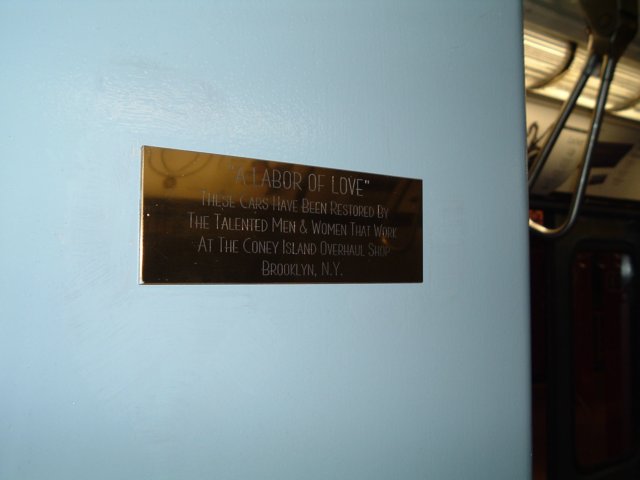 "A LABOR OF LOVE"
THESE CARS HAVE BEEN RESTORED BY
THE TALENTED MEN & WOMEN THAT WORK
AT THE CONEY ISLAND OVERHAUL SHOP
BROOKLYN, N.Y.